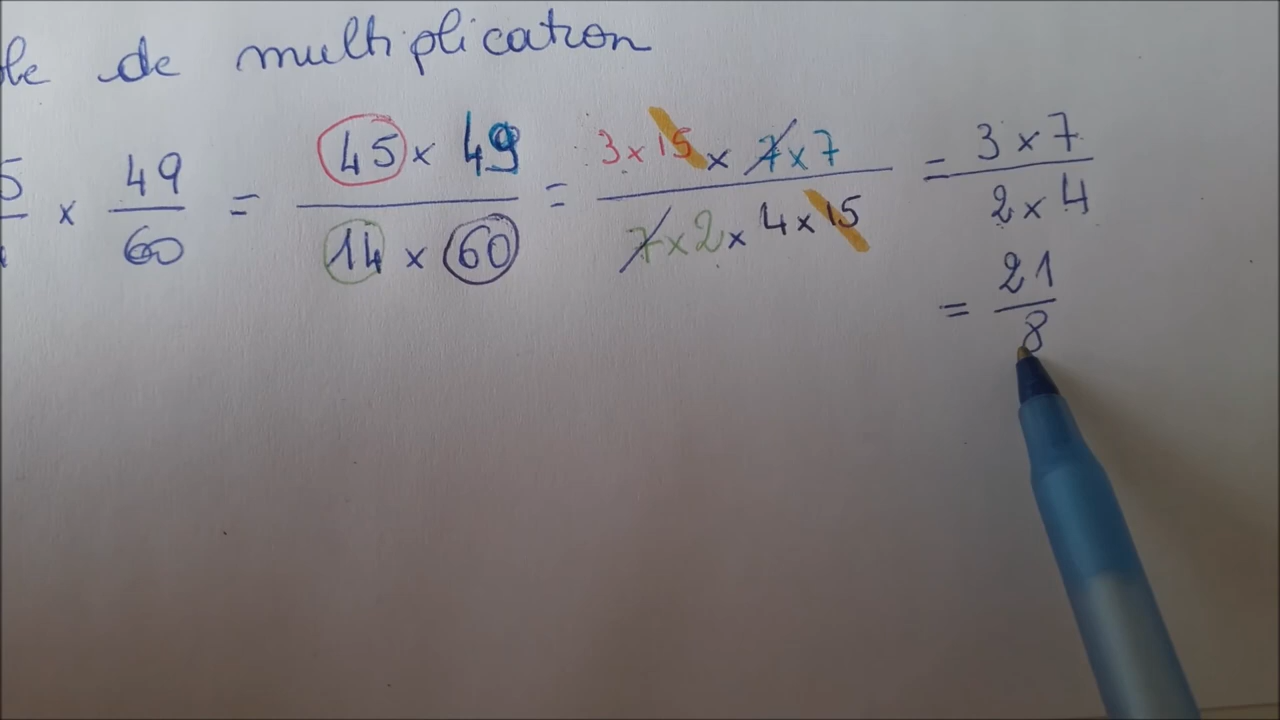 de multiplication
5/ × 49/60 = 45 × 49 / 14 × 60 = 3 × 15 × 7 × 7 / 7 × 2 × 4 × 15 = 3 × 7 / 2 × 4
= 21/8